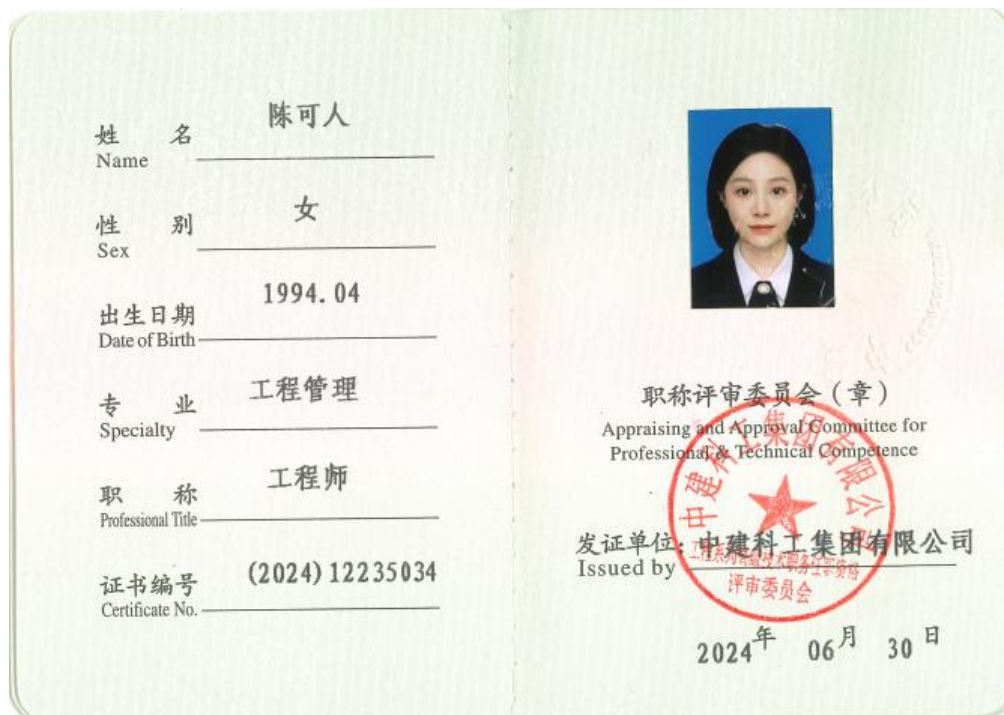 姓 名 陈可人
Name
性 别 女
Sex
出生日期 1994.04
Date of Birth
专 业 工程管理
Specialty
职 称 工程师
Professional Title
证书编号 (2024)12235034
Certificate No.
职称评审委员会（章）
Appraising and Approval Committee for
Professional & Technical Competence
中建科工集团有限公司
评审委员会
发证单位：中建科工集团有限公司
Issued by
2024年 06月 30日